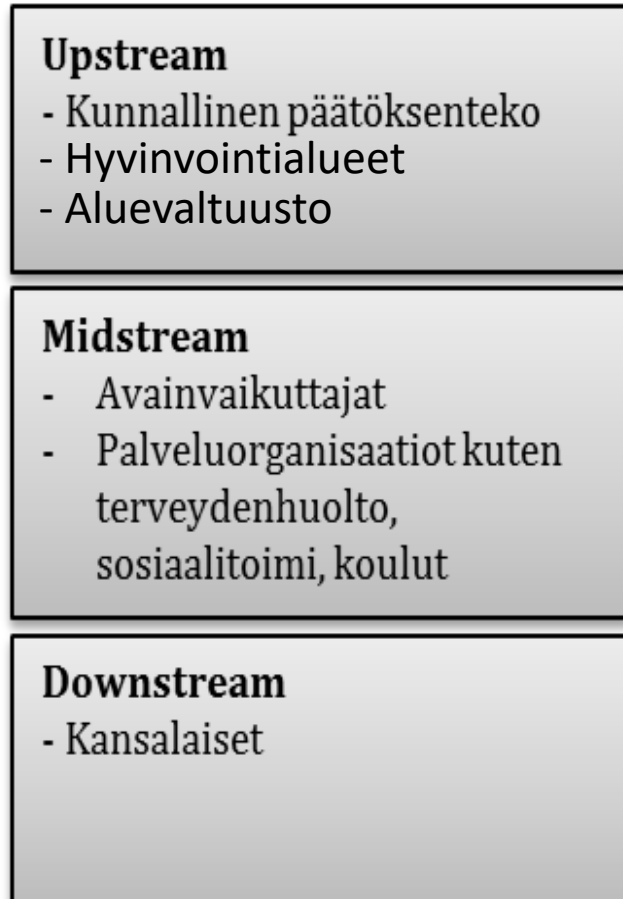 Upstream
- Kunnallinen päätöksenteko
- Hyvinvointialueet
- Aluevaltuusto
Midstream
- Avainvaikuttajat
- Palveluorganisaatiot kuten
terveydenhuolto,
sosiaalitoimi, koulut
Downstream
- Kansalaiset